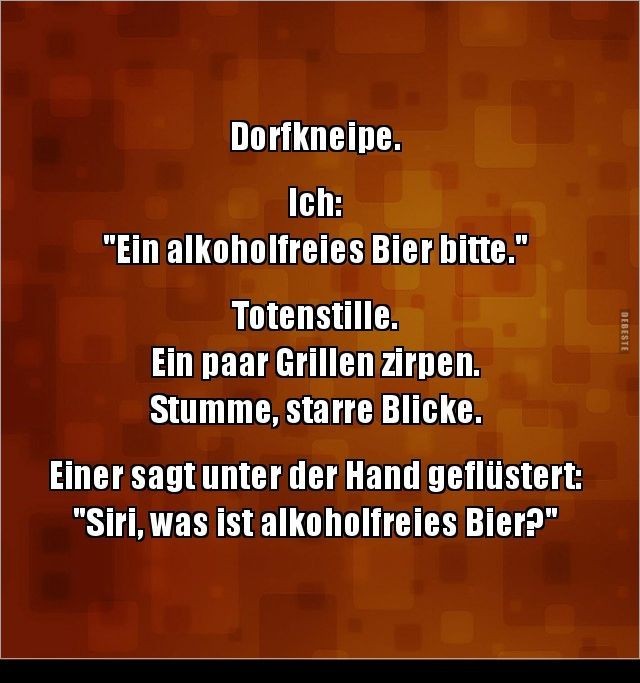 Dorfkneipe.
Ich:
"Ein alkoholfreies Bier bitte."
Totenstille.
Ein paar Grillen zirpen.
Stumme, starre Blicke.
Einer sagt unter der Hand geflüstert:
"Siri, was ist alkoholfreies Bier?"
DEBESTE